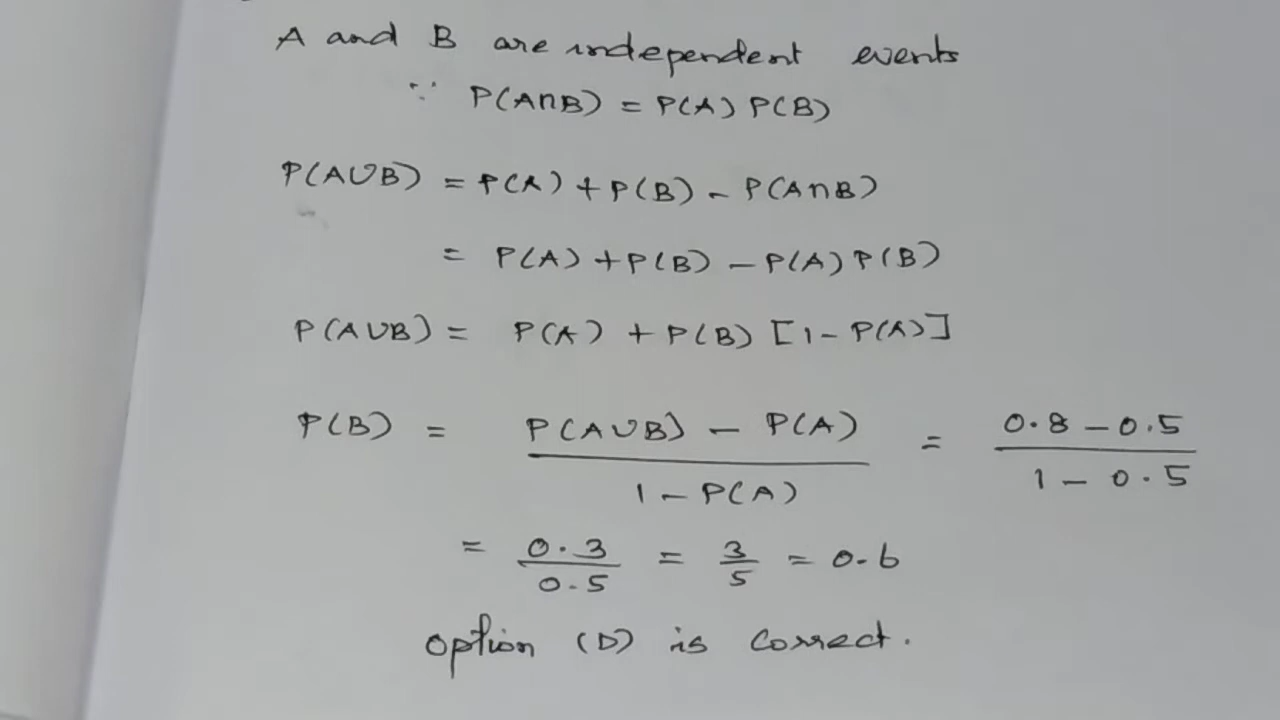 A and B are independent events
∵ P(A∩B) = P(A) P(B)
P(A∪B) = P(A) + P(B) - P(A∩B)
= P(A) + P(B) - P(A) P(B)
P(A∪B) = P(A) + P(B) [1 - P(A)]
P(B) = P(A∪B) - P(A) / 1 - P(A) = 0.8 - 0.5 / 1 - 0.5
= 0.3 / 0.5 = 3/5 = 0.6
option (D) is correct.